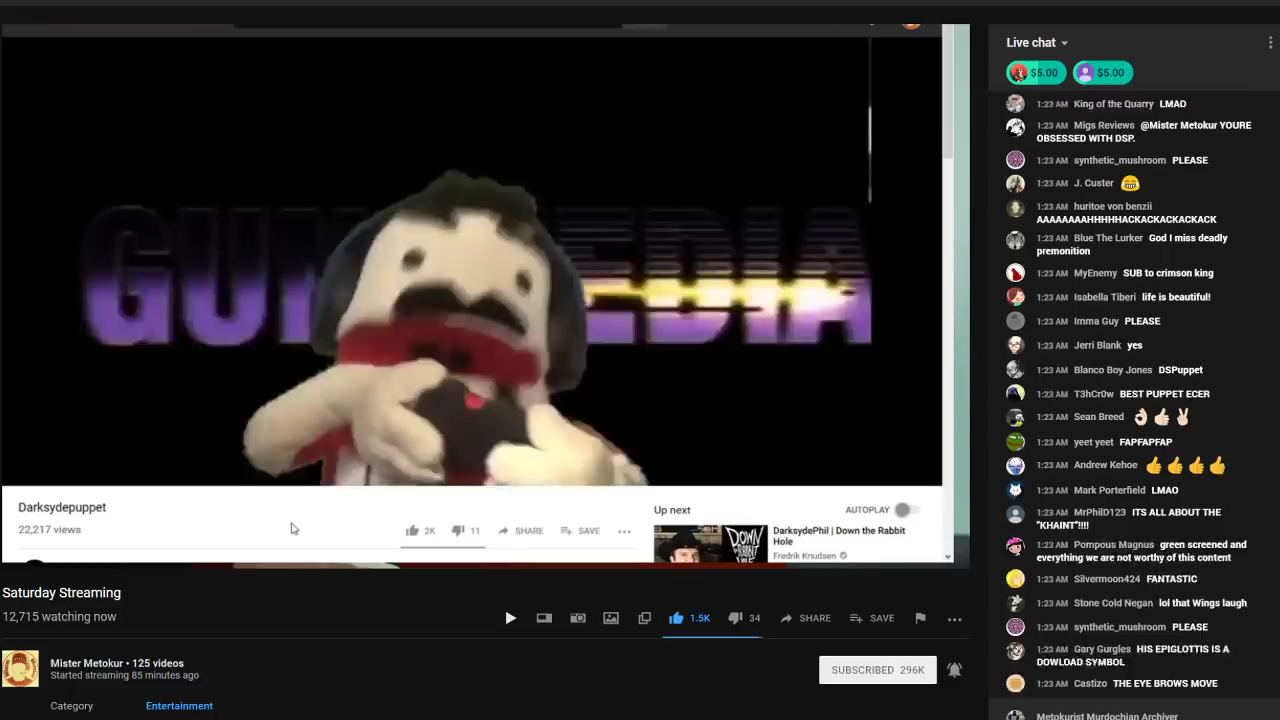 Darksydepuppet
22,217 views
2K
11
SHARE
SAVE
Up next
AUTOPLAY
DarksydePhil | Down the Rabbit
Hole
Fredrik Knudsen
DOWN
Saturday Streaming
12,715 watching now
1.5K
34
SHARE
SAVE
Mister Metokur • 125 videos
Started streaming 85 minutes ago
SUBSCRIBED 296K
Category
Entertainment
Live chat
$5.00
$5.00
1:23 AM King of the Quarry LMAO
1:23 AM Migs Reviews @Mister Metokur YOURE
OBSESSED WITH DSP.
1:23 AM synthetic_mushroom PLEASE
1:23 AM J. Custer 😂
1:23 AM huritoe von benzii
AAAAAAAAHHHHHACKACKACKACKACK
1:23 AM Blue The Lurker God I miss deadly
premonition
1:23 AM MyEnemy SUB to crimson king
1:23 AM Isabella Tiberi life is beautiful!
1:23 AM Imma Guy PLEASE
1:23 AM Jerri Blank yes
1:23 AM Blanco Boy Jones DSPuppet
1:23 AM T3hCr0w BEST PUPPET ECER
1:23 AM Sean Breed 👌🏻👍🏻✌🏻
1:23 AM yeet yeet FAPFAPFAP
1:23 AM Andrew Kehoe 👍👍👍👍
1:23 AM Mark Porterfield LMAO
1:23 AM MrPhilD123 ITS ALL ABOUT THE
"KHAINT"!!!!
1:23 AM Pompous Magnus green screened and
everything we are not worthy of this content
1:23 AM Silvermoon424 FANTASTIC
1:23 AM Stone Cold Negan lol that Wings laugh
1:23 AM synthetic_mushroom PLEASE
1:23 AM Gary Gurgles HIS EPIGLOTTIS IS A
DOWLOAD SYMBOL
1:23 AM Castizo THE EYE BROWS MOVE
Metokurist Murdochian Archiver